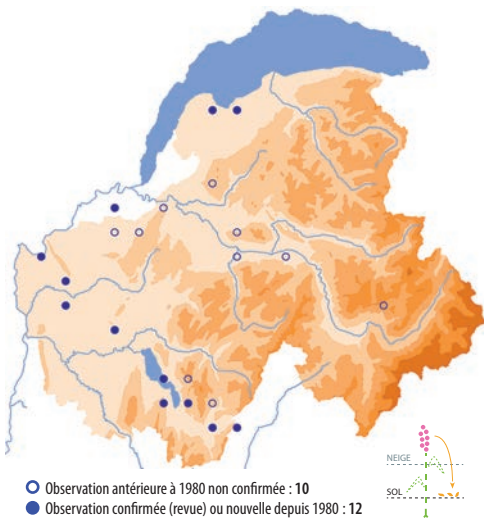 NEIGE
SOL
Observation antérieure à 1980 non confirmée : 10
Observation confirmée (revue) ou nouvelle depuis 1980 : 12